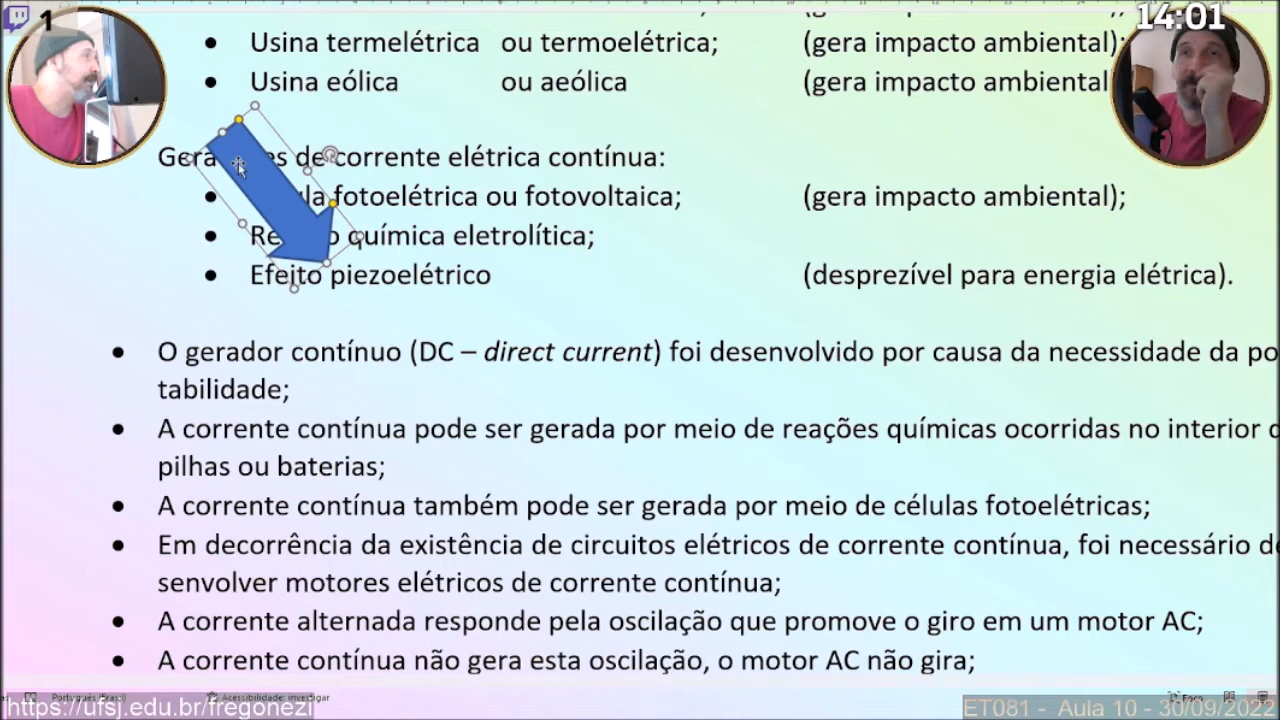 1
14:01
Usina termelétrica ou termoelétrica; (gera impacto ambiental);
Usina eólica ou aeólica (gera impacto ambiental
de corrente elétrica contínua:
fotoelétrica ou fotovoltaica; (gera impacto ambiental);
química eletrolítica;
Efeito piezoelétrico (desprezível para energia elétrica).
O gerador contínuo (DC – direct current) foi desenvolvido por causa da necessidade da po
tabilidade;
A corrente contínua pode ser gerada por meio de reações químicas ocorridas no interior d
pilhas ou baterias;
A corrente contínua também pode ser gerada por meio de células fotoelétricas;
Em decorrência da existência de circuitos elétricos de corrente contínua, foi necessário de
senvolver motores elétricos de corrente contínua;
A corrente alternada responde pela oscilação que promove o giro em um motor AC;
A corrente contínua não gera esta oscilação, o motor AC não gira;
Acessibilidade: investigar
https://ufsj.edu.br/fregonezi
ET081 - Aula 10 - 30/09/2022